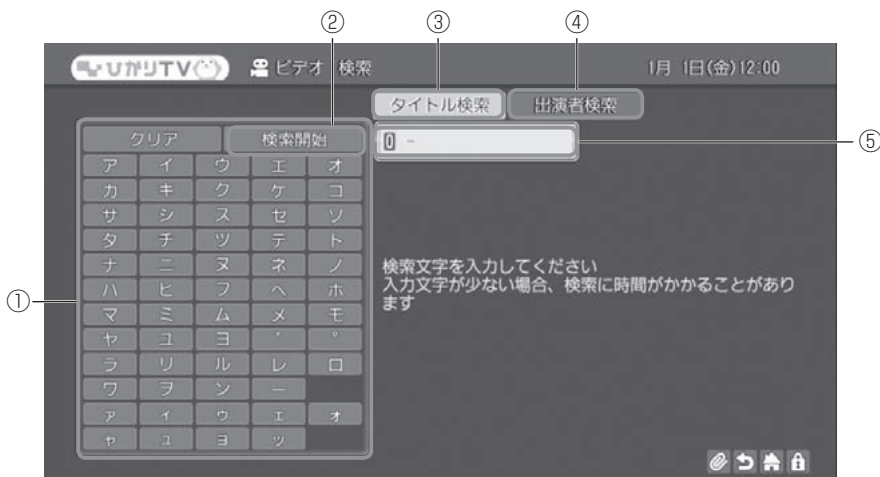 ② ③ ④
ひかりTV ビデオ 検索 1月 1日(金)12:00
タイトル検索 出演者検索
クリア 検索開始 0 - ⑤
ア イ ウ エ オ
カ キ ク ケ コ
サ シ ス セ ソ
タ チ ツ テ ト
ナ ニ ヌ ネ ノ
ハ ヒ フ ヘ ホ
マ ミ ム メ モ
ヤ ユ ヨ ゛ ゜
ラ リ ル レ ロ
ワ ヲ ン ー
ァ ィ ゥ ェ ォ
ャ ュ ョ ッ
①
検索文字を入力してください
入力文字が少ない場合、検索に時間がかかることがあり
ます